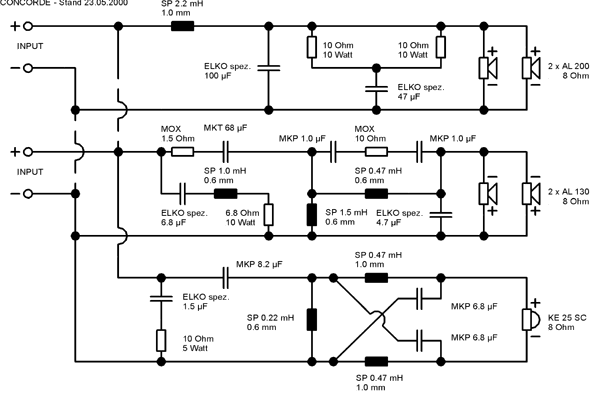 CONCORDE - Stand 23.05.2000
SP 2.2 mH
1.0 mm
+
INPUT
−
ELKO spez.
100 µF
10 Ohm
10 Watt
10 Ohm
10 Watt
ELKO spez.
47 µF
+
−
+
−
2 x AL 200
8 Ohm
+
INPUT
−
MOX
1.5 Ohm
MKT 68 µF
MKP 1.0 µF
MOX
10 Ohm
MKP 1.0 µF
SP 1.0 mH
0.6 mm
SP 0.47 mH
0.6 mm
ELKO spez.
6.8 µF
6.8 Ohm
10 Watt
SP 1.5 mH
0.6 mm
ELKO spez.
4.7 µF
−
+
−
+
2 x AL 130
8 Ohm
MKP 8.2 µF
SP 0.47 mH
1.0 mm
ELKO spez.
1.5 µF
SP 0.22 mH
0.6 mm
MKP 6.8 µF
MKP 6.8 µF
10 Ohm
5 Watt
+
−
KE 25 SC
8 Ohm
SP 0.47 mH
1.0 mm